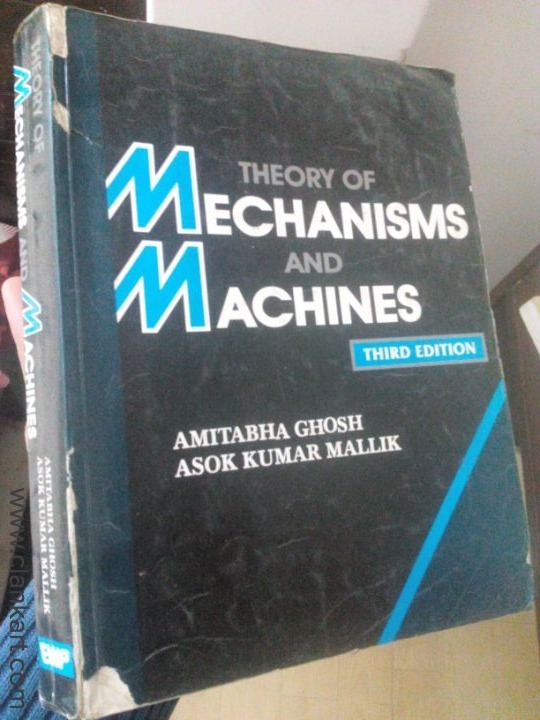 THEORY OF
MECHANISMS
AND
MACHINES
THIRD EDITION
AMITABHA GHOSH
ASOK KUMAR MALLIK
THEORY OF
MECHANISMS AND MACHINES
AMITABHA GHOSH
ASOK KUMAR MALLIK
EWP
www.clankart.com